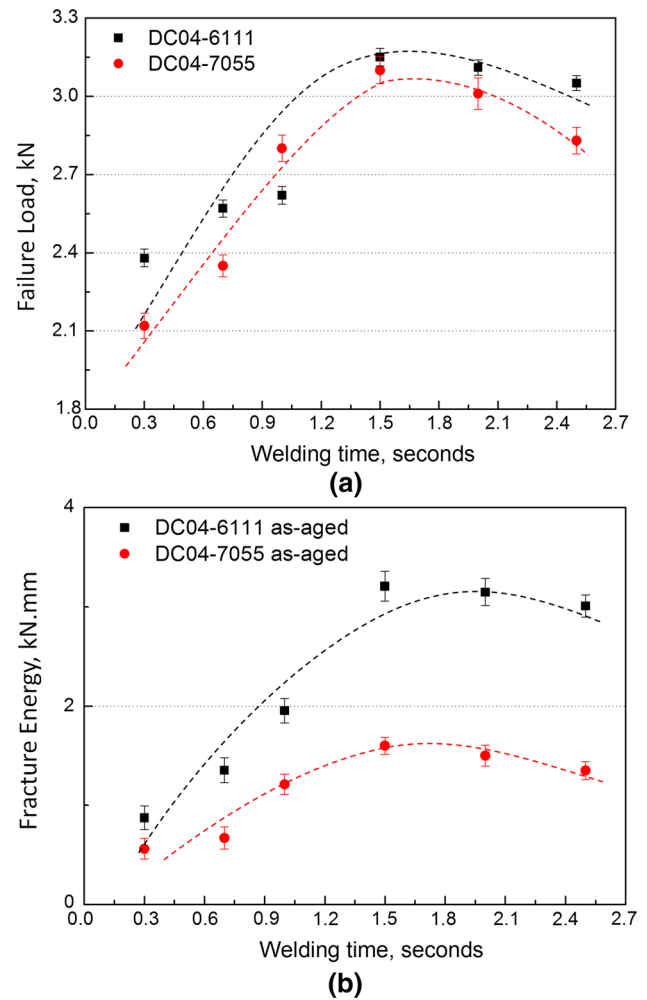 3.3
DC04-6111
DC04-7055
3.0
2.7
2.4
2.1
1.8
Failure Load, kN
0.0 0.3 0.6 0.9 1.2 1.5 1.8 2.1 2.4 2.7
Welding time, seconds
(a)
4
DC04-6111 as-aged
DC04-7055 as-aged
2
0
Fracture Energy, kN.mm
0.0 0.3 0.6 0.9 1.2 1.5 1.8 2.1 2.4 2.7
Welding time, seconds
(b)